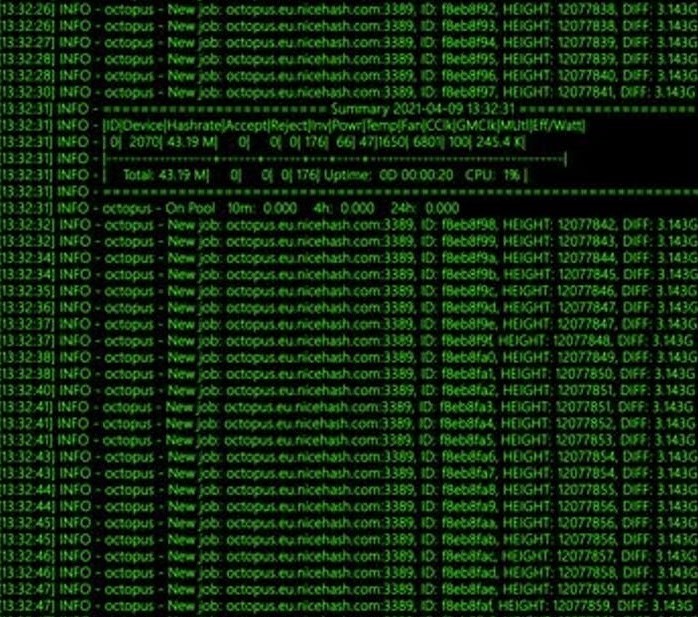 13:32:26] INFO - octopus - New job: octopus.eu.nicehash.com:3389, ID: f8eb8f92, HEIGHT: 12077838, DIFF: 3.143G
13:32:26] INFO - octopus - New job: octopus.eu.nicehash.com:3389, ID: f8eb8f93, HEIGHT: 12077838, DIFF: 3.143G
13:32:27] INFO - octopus - New job: octopus.eu.nicehash.com:3389, ID: f8eb8f94, HEIGHT: 12077839, DIFF: 3.143G
13:32:28] INFO - octopus - New job: octopus.eu.nicehash.com:3389, ID: f8eb8f95, HEIGHT: 12077839, DIFF: 3.143G
13:32:28] INFO - octopus - New job: octopus.eu.nicehash.com:3389, ID: f8eb8f96, HEIGHT: 12077840, DIFF: 3.143G
13:32:30] INFO - octopus - New job: octopus.eu.nicehash.com:3389, ID: f8eb8f97, HEIGHT: 12077841, DIFF: 3.143G
13:32:31] INFO - Summary 2021-04-09 13:32:31
13:32:31] INFO - |ID|Device|Hashrate|Accept|Reject|Inv|Powr|Temp|Fan|CClk|GMClk|MUtl|Eff/Watt|
13:32:31] INFO - | 0| 2070| 43.19 M| 0| 0| 0| 176| 66| 47|1650| 6801| 100| 245.4 K|
13:32:31] INFO -
13:32:31] INFO - | Total: 43.19 M| 0| 0| 0| 176| Uptime: 0D 00:00:20 CPU: 1% |
13:32:31] INFO -
13:32:31] INFO - octopus - On Pool 10m: 0.000 4h: 0.000 24h: 0.000
13:32:32] INFO - octopus - New job: octopus.eu.nicehash.com:3389, ID: f8eb8f98, HEIGHT: 12077842, DIFF: 3.143G
13:32:32] INFO - octopus - New job: octopus.eu.nicehash.com:3389, ID: f8eb8f99, HEIGHT: 12077843, DIFF: 3.143G
13:32:34] INFO - octopus - New job: octopus.eu.nicehash.com:3389, ID: f8eb8f9a, HEIGHT: 12077844, DIFF: 3.143G
13:32:34] INFO - octopus - New job: octopus.eu.nicehash.com:3389, ID: f8eb8f9b, HEIGHT: 12077845, DIFF: 3.143G
13:32:35] INFO - octopus - New job: octopus.eu.nicehash.com:3389, ID: f8eb8f9c, HEIGHT: 12077846, DIFF: 3.143G
13:32:36] INFO - octopus - New job: octopus.eu.nicehash.com:3389, ID: f8eb8f9d, HEIGHT: 12077847, DIFF: 3.143G
13:32:37] INFO - octopus - New job: octopus.eu.nicehash.com:3389, ID: f8eb8f9e, HEIGHT: 12077847, DIFF: 3.143G
13:32:37] INFO - octopus - New job: octopus.eu.nicehash.com:3389, ID: f8eb8f9f, HEIGHT: 12077848, DIFF: 3.143G
13:32:38] INFO - octopus - New job: octopus.eu.nicehash.com:3389, ID: f8eb8fa0, HEIGHT: 12077849, DIFF: 3.143G
13:32:38] INFO - octopus - New job: octopus.eu.nicehash.com:3389, ID: f8eb8fa1, HEIGHT: 12077850, DIFF: 3.143G
13:32:40] INFO - octopus - New job: octopus.eu.nicehash.com:3389, ID: f8eb8fa2, HEIGHT: 12077851, DIFF: 3.143G
13:32:41] INFO - octopus - New job: octopus.eu.nicehash.com:3389, ID: f8eb8fa3, HEIGHT: 12077851, DIFF: 3.143G
13:32:41] INFO - octopus - New job: octopus.eu.nicehash.com:3389, ID: f8eb8fa4, HEIGHT: 12077852, DIFF: 3.143G
13:32:41] INFO - octopus - New job: octopus.eu.nicehash.com:3389, ID: f8eb8fa5, HEIGHT: 12077853, DIFF: 3.143G
13:32:43] INFO - octopus - New job: octopus.eu.nicehash.com:3389, ID: f8eb8fa6, HEIGHT: 12077854, DIFF: 3.143G
13:32:43] INFO - octopus - New job: octopus.eu.nicehash.com:3389, ID: f8eb8fa7, HEIGHT: 12077854, DIFF: 3.143G
13:32:44] INFO - octopus - New job: octopus.eu.nicehash.com:3389, ID: f8eb8fa8, HEIGHT: 12077855, DIFF: 3.143G
13:32:44] INFO - octopus - New job: octopus.eu.nicehash.com:3389, ID: f8eb8fa9, HEIGHT: 12077856, DIFF: 3.143G
13:32:45] INFO - octopus - New job: octopus.eu.nicehash.com:3389, ID: f8eb8faa, HEIGHT: 12077856, DIFF: 3.143G
13:32:45] INFO - octopus - New job: octopus.eu.nicehash.com:3389, ID: f8eb8fab, HEIGHT: 12077856, DIFF: 3.143G
13:32:46] INFO - octopus - New job: octopus.eu.nicehash.com:3389, ID: f8eb8fac, HEIGHT: 12077857, DIFF: 3.143G
13:32:46] INFO - octopus - New job: octopus.eu.nicehash.com:3389, ID: f8eb8fad, HEIGHT: 12077858, DIFF: 3.143G
13:32:47] INFO - octopus - New job: octopus.eu.nicehash.com:3389, ID: f8eb8fae, HEIGHT: 12077859, DIFF: 3.143G
13:32:47] INFO - octopus - New job: octopus.eu.nicehash.com:3389, ID: f8eb8faf, HEIGHT: 12077859, DIFF: 3.143G